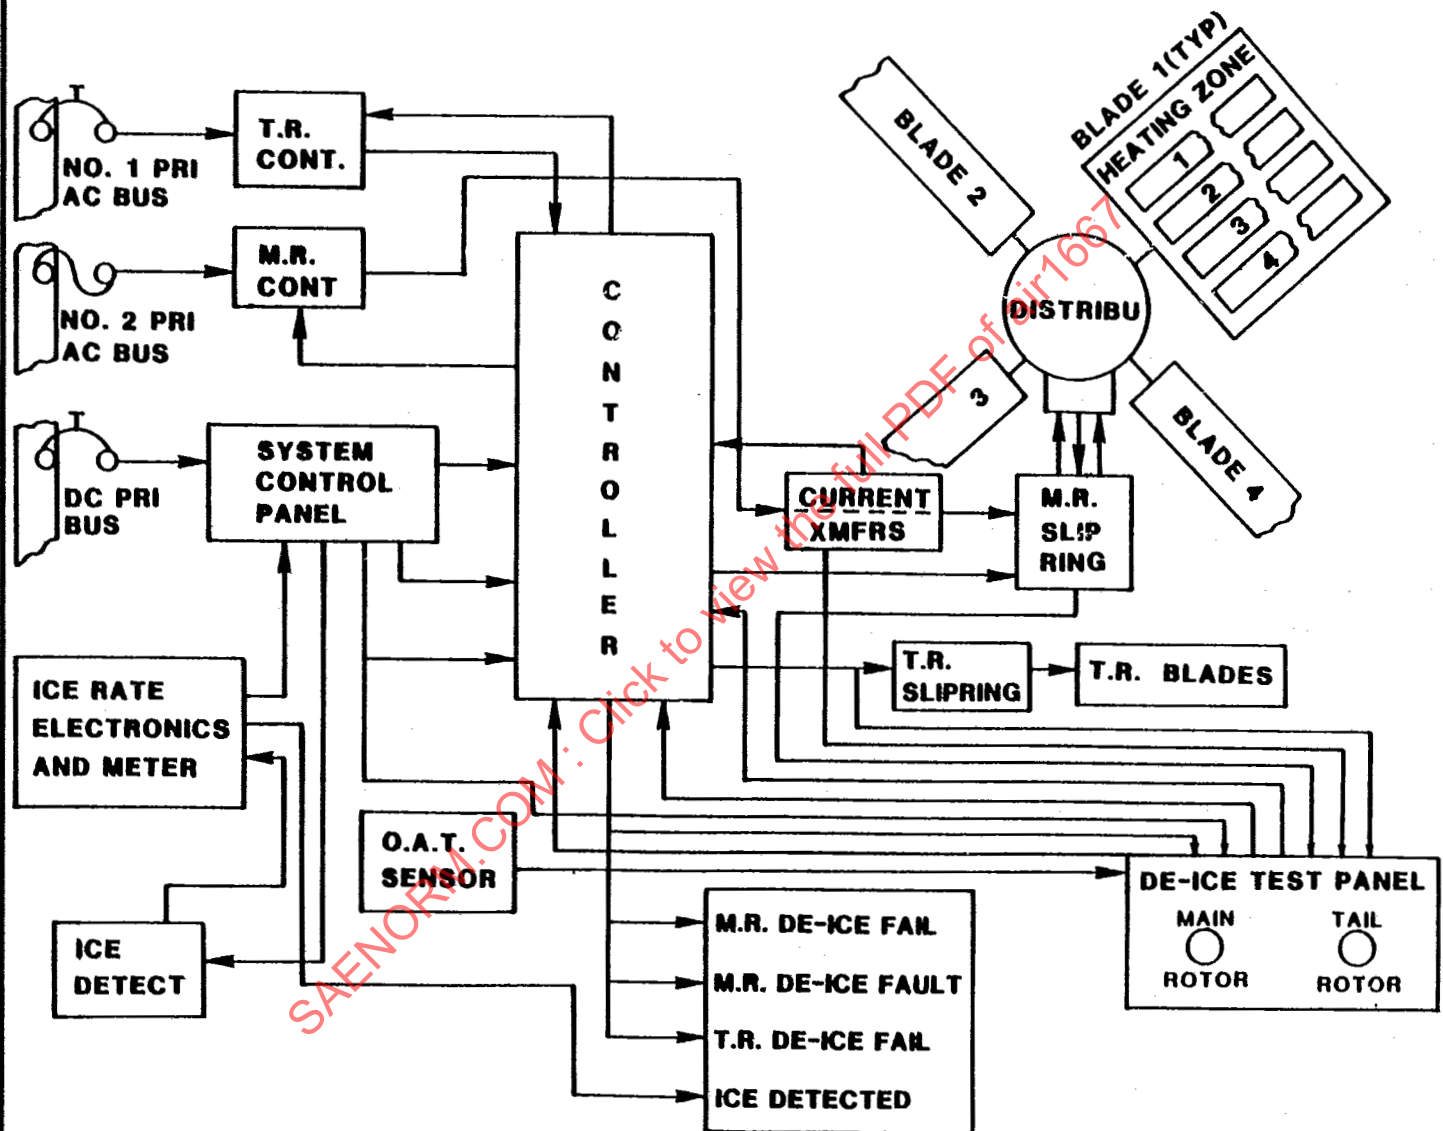 T
NO. 1 PRI
AC BUS
T.R.
CONT.
NO. 2 PRI
AC BUS
M.R.
CONT
T
DC PRI
BUS
SYSTEM
CONTROL
PANEL
CONTROLLER
BLADE 1(TYP)
HEATING ZONE
1
2
3
4
BLADE 2
DISTRIBU
3
BLADE 4
CURRENT
XMFRS
M.R.
SLIP
RING
T.R.
SLIPRING
T.R. BLADES
ICE RATE
ELECTRONICS
AND METER
O.A.T.
SENSOR
ICE
DETECT
M.R. DE-ICE FAIL
M.R. DE-ICE FAULT
T.R. DE-ICE FAIL
ICE DETECTED
DE-ICE TEST PANEL
MAIN
ROTOR
TAIL
ROTOR
SAENORM.COM : Click to view the full PDF of air1667